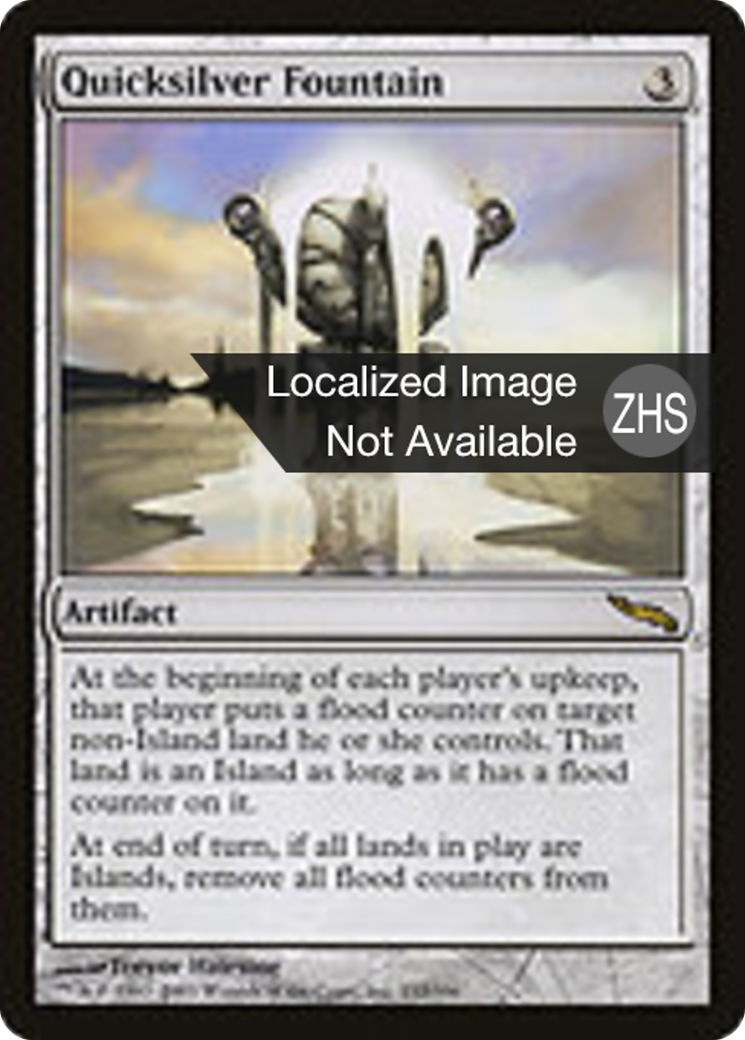 Quicksilver Fountain
3
Localized Image
Not Available
ZHS
Artifact
At the beginning of each player's upkeep,
that player puts a flood counter on target
non-Island land he or she controls. That
land is an Island as long as it has a flood
counter on it.
At end of turn, if all lands in play are
Islands, remove all flood counters from
them.
Trevor Hairsine